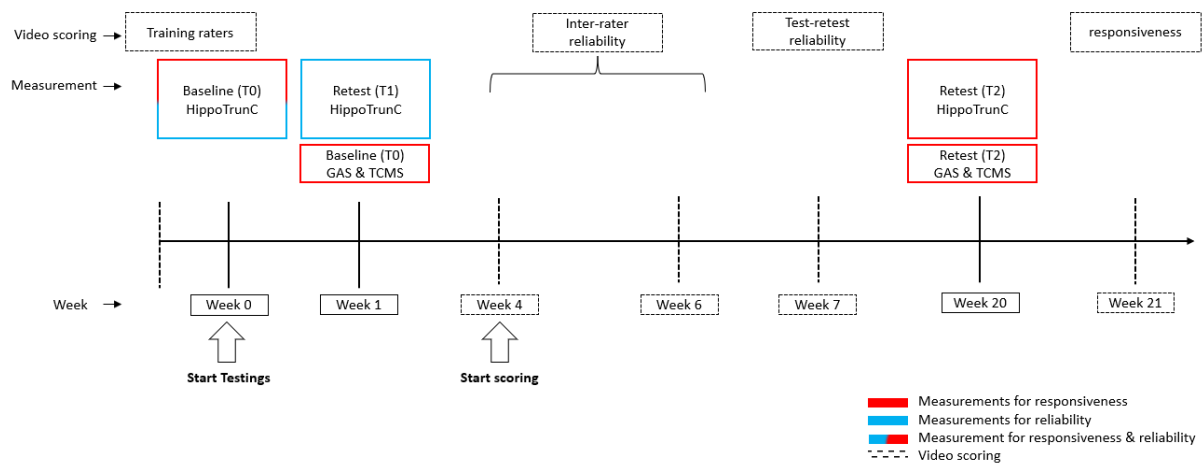 Video scoring
Training raters
Inter-rater
reliability
Test-retest
reliability
responsiveness
Measurement
Baseline (T0)
HippoTrunC
Retest (T1)
HippoTrunC
Retest (T2)
HippoTrunC
Baseline (T0)
GAS & TCMS
Retest (T2)
GAS & TCMS
Week
Week 0
Week 1
Week 4
Week 6
Week 7
Week 20
Week 21
Start Testings
Start scoring
Measurements for responsiveness
Measurements for reliability
Measurement for responsiveness & reliability
Video scoring